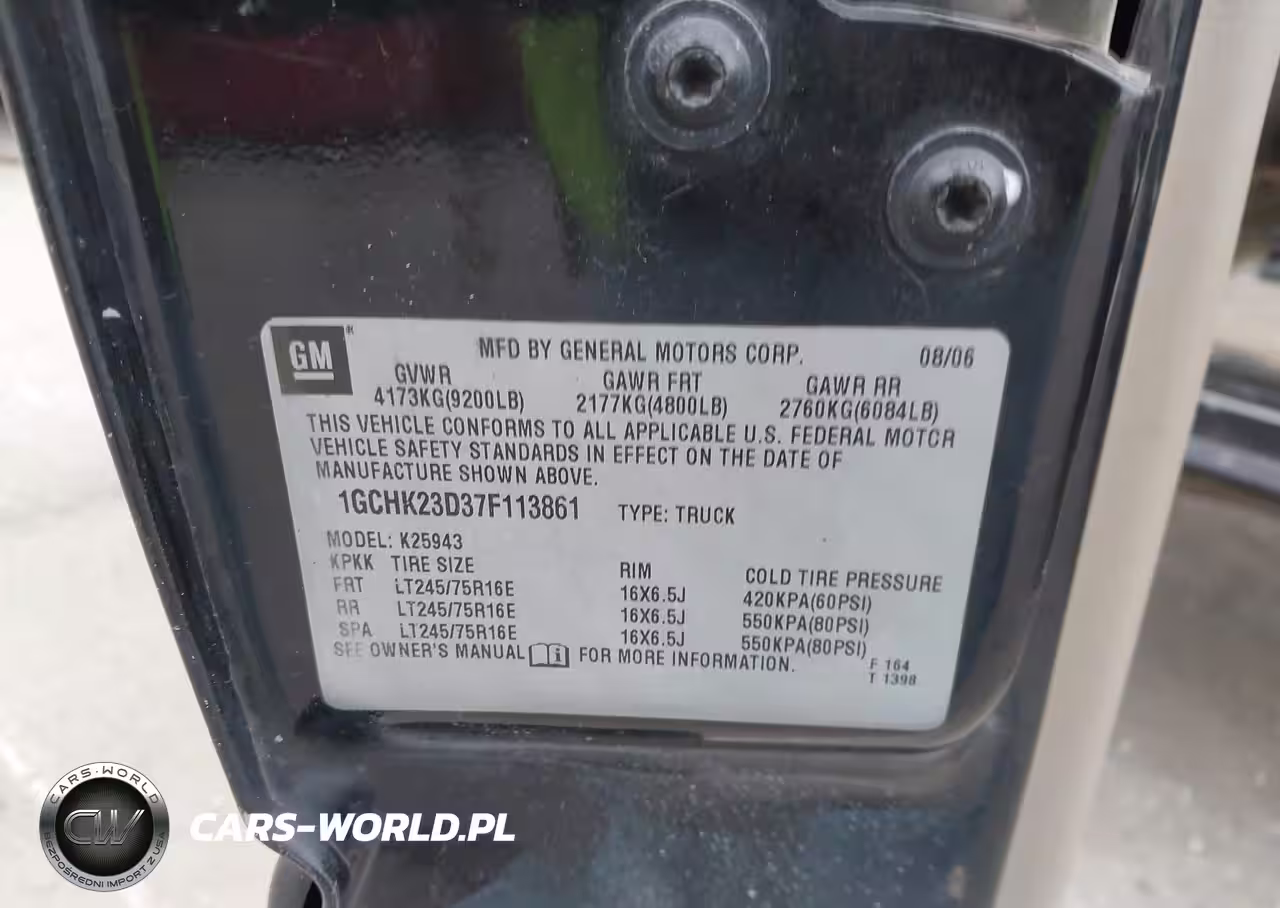 GM
MFD BY GENERAL MOTORS CORP. 08/06
GVWR GAWR FRT GAWR RR
4173KG(9200LB) 2177KG(4800LB) 2760KG(6084LB)
THIS VEHICLE CONFORMS TO ALL APPLICABLE U.S. FEDERAL MOTOR
VEHICLE SAFETY STANDARDS IN EFFECT ON THE DATE OF
MANUFACTURE SHOWN ABOVE.
1GCHK23D37F113861 TYPE: TRUCK
MODEL: K25943
KPKK TIRE SIZE RIM COLD TIRE PRESSURE
FRT LT245/75R16E 16X6.5J 420KPA(60PSI)
RR LT245/75R16E 16X6.5J 550KPA(80PSI)
SPA LT245/75R16E 16X6.5J 550KPA(80PSI)
SEE OWNER'S MANUAL FOR MORE INFORMATION.
F 164
T 1398
CARS-WORLD
CW
BEZPOŚREDNI IMPORT Z USA
CARS-WORLD.PL